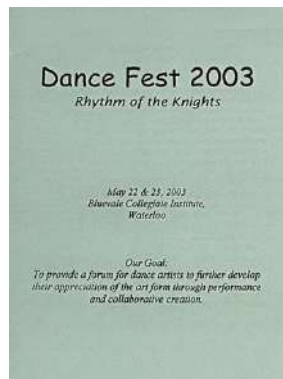 Dance Fest 2003
Rhythm of the Knights
May 22 & 23, 2003
Bluevale Collegiate Institute,
Waterloo
Our Goal:
To provide a forum for dance artists to further develop
their appreciation of the art form through performance
and collaborative creation.